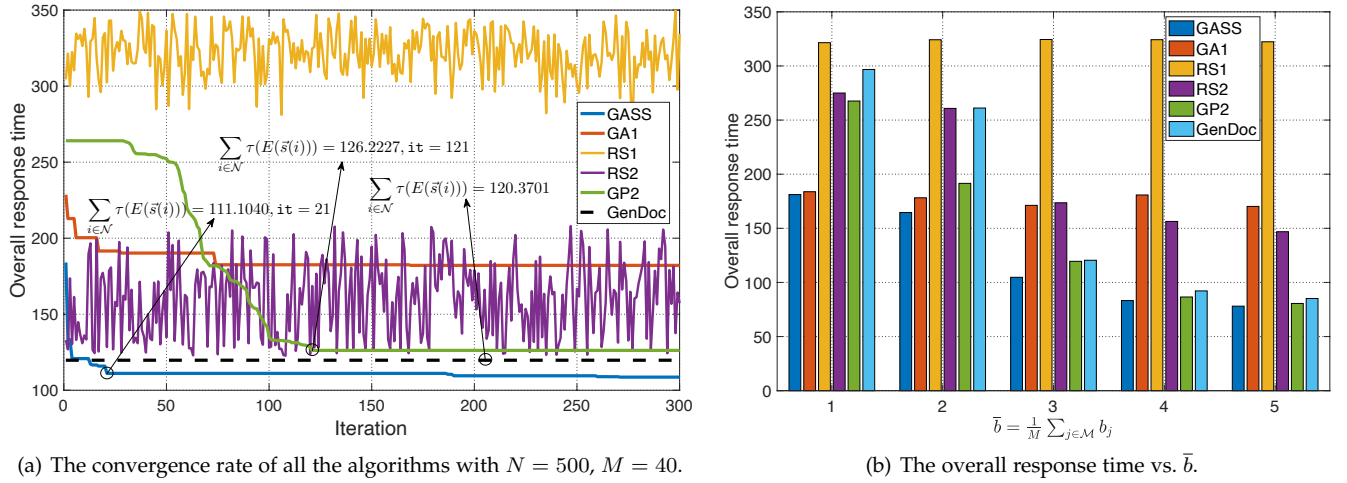 350
300
250
200
150
100
0
50
100
150
200
250
300
Overall response time
Iteration
∑_{i∈𝒩} τ(E(s⃗(i))) = 126.2227, it = 121
∑_{i∈𝒩} τ(E(s⃗(i))) = 120.3701
∑_{i∈𝒩} τ(E(s⃗(i))) = 111.1040, it = 21
GASS
GA1
RS1
RS2
GP2
GenDoc
(a) The convergence rate of all the algorithms with N = 500, M = 40.
350
300
250
200
150
100
50
0
1
2
3
4
5
Overall response time
b̄ = 1/M ∑_{j∈ℳ} b_j
GASS
GA1
RS1
RS2
GP2
GenDoc
(b) The overall response time vs. b̄.